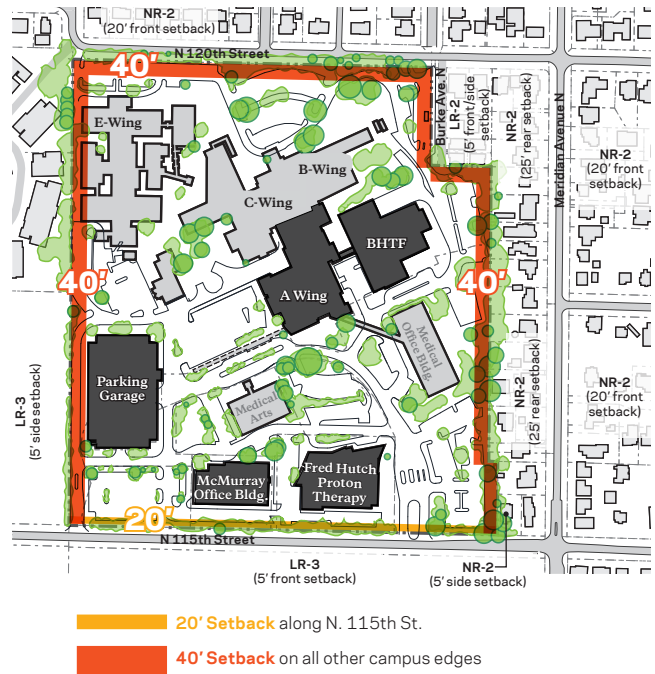 NR-2
(20' front setback)
N 120th Street
40'
Burke Ave. N
LR-2
(5' front/side
setback)
NR-2
(25' rear setback)
Meridian Avenue N
NR-2
(20' front
setback)
E-Wing
B-Wing
C-Wing
BHTF
40'
40'
A Wing
Medical
Office Bldg.
Parking
Garage
LR-3
(5' side setback)
Medical
Arts
NR-2
(25' rear setback)
NR-2
(20' front
setback)
McMurray
Office Bldg.
Fred Hutch
Proton
Therapy
20'
N 115th Street
LR-3
(5' front setback)
NR-2
(5' side setback)
20' Setback along N. 115th St.
40' Setback on all other campus edges